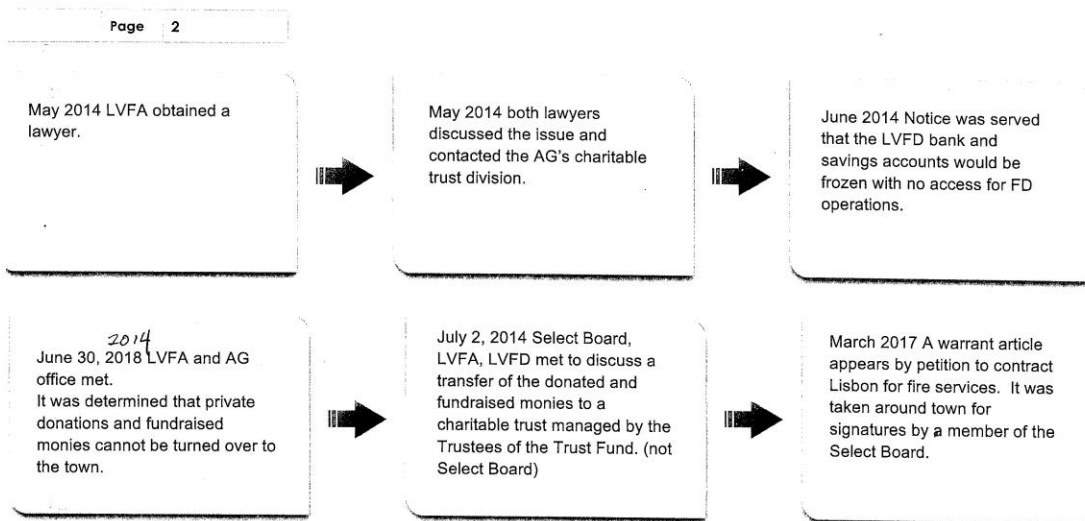 Page 2
May 2014 LVFA obtained a
lawyer.
May 2014 both lawyers
discussed the issue and
contacted the AG's charitable
trust division.
June 2014 Notice was served
that the LVFD bank and
savings accounts would be
frozen with no access for FD
operations.
2014
June 30, 2018 LVFA and AG
office met.
It was determined that private
donations and fundraised
monies cannot be turned over to
the town.
July 2, 2014 Select Board,
LVFA, LVFD met to discuss a
transfer of the donated and
fundraised monies to a
charitable trust managed by the
Trustees of the Trust Fund. (not
Select Board)
March 2017 A warrant article
appears by petition to contract
Lisbon for fire services. It was
taken around town for
signatures by a member of the
Select Board.